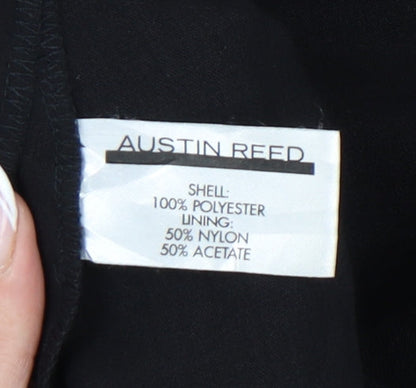 AUSTIN REED
SHELL:
100% POLYESTER
LINING:
50% NYLON
50% ACETATE